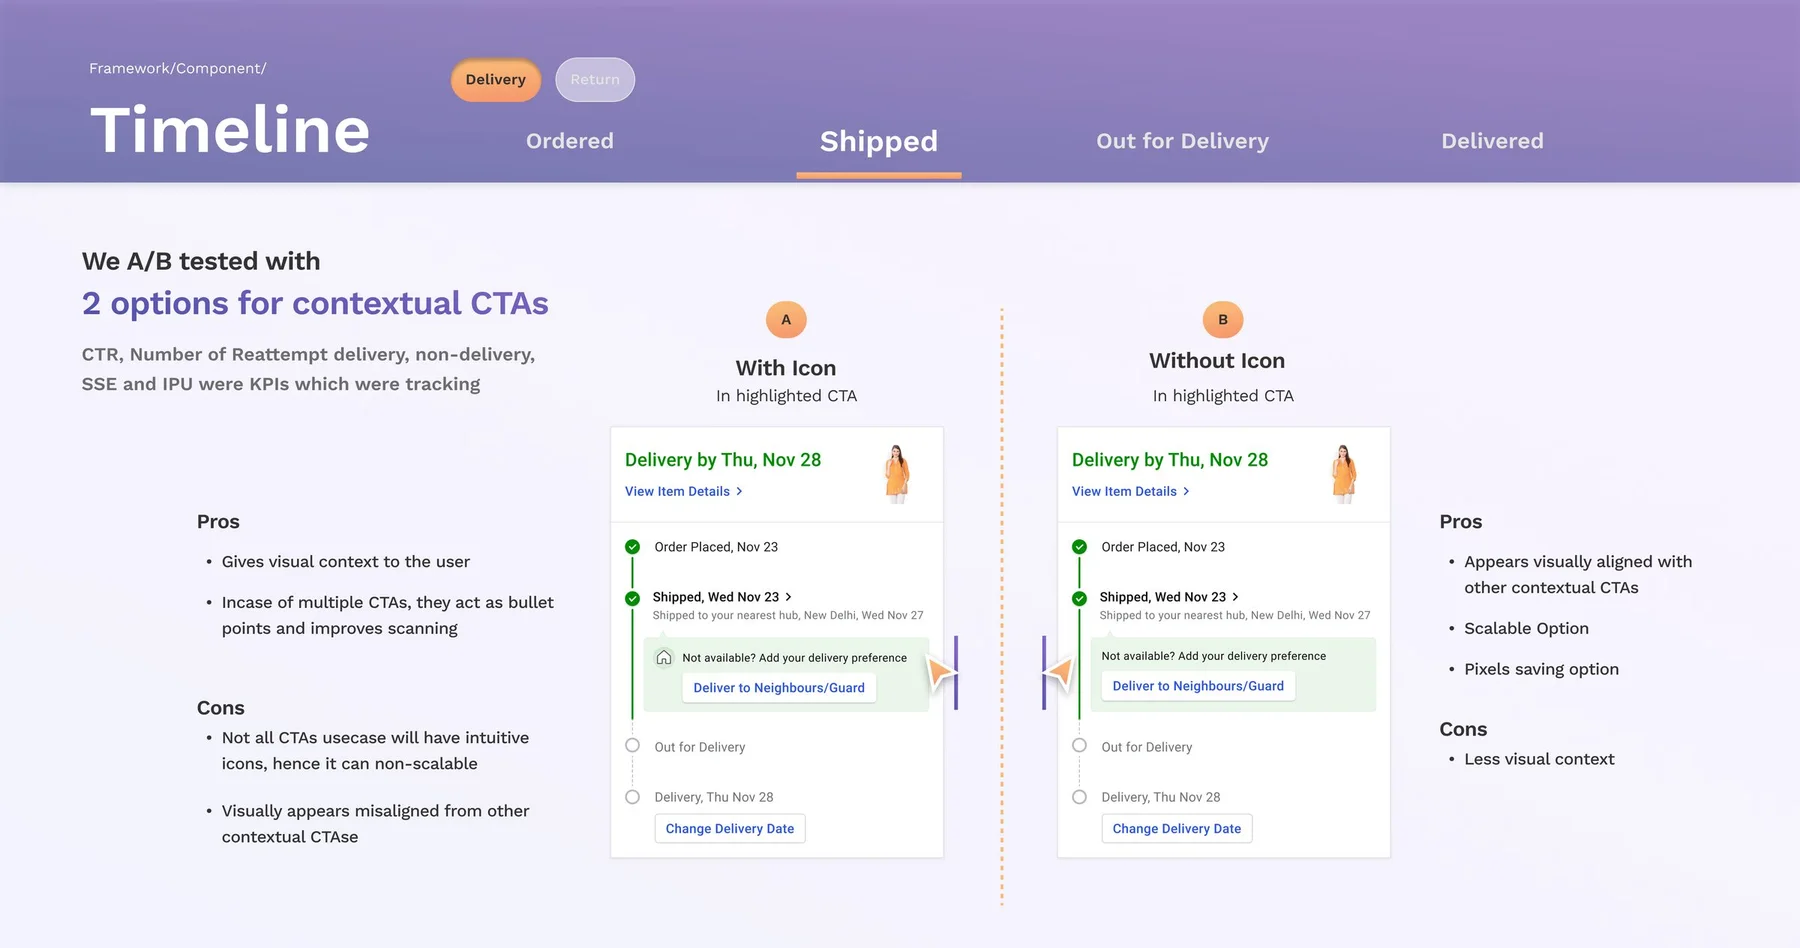 Framework/Component/
Timeline
Delivery
Return
Ordered
Shipped
Out for Delivery
Delivered
We A/B tested with
2 options for contextual CTAs
CTR, Number of Reattempt delivery, non-delivery,
SSE and IPU were KPIs which were tracking
Pros
• Gives visual context to the user
• Incase of multiple CTAs, they act as bullet
points and improves scanning
Cons
• Not all CTAs usecase will have intuitive
icons, hence it can non-scalable
• Visually appears misaligned from other
contextual CTAse
A
With Icon
In highlighted CTA
Delivery by Thu, Nov 28
View Item Details >
Order Placed, Nov 23
Shipped, Wed Nov 23 >
Shipped to your nearest hub, New Delhi, Wed Nov 27
Not available? Add your delivery preference
Deliver to Neighbours/Guard
Out for Delivery
Delivery, Thu Nov 28
Change Delivery Date
B
Without Icon
In highlighted CTA
Delivery by Thu, Nov 28
View Item Details >
Order Placed, Nov 23
Shipped, Wed Nov 23 >
Shipped to your nearest hub, New Delhi, Wed Nov 27
Not available? Add your delivery preference
Deliver to Neighbours/Guard
Out for Delivery
Delivery, Thu Nov 28
Change Delivery Date
Pros
• Appears visually aligned with
other contextual CTAs
• Scalable Option
• Pixels saving option
Cons
• Less visual context